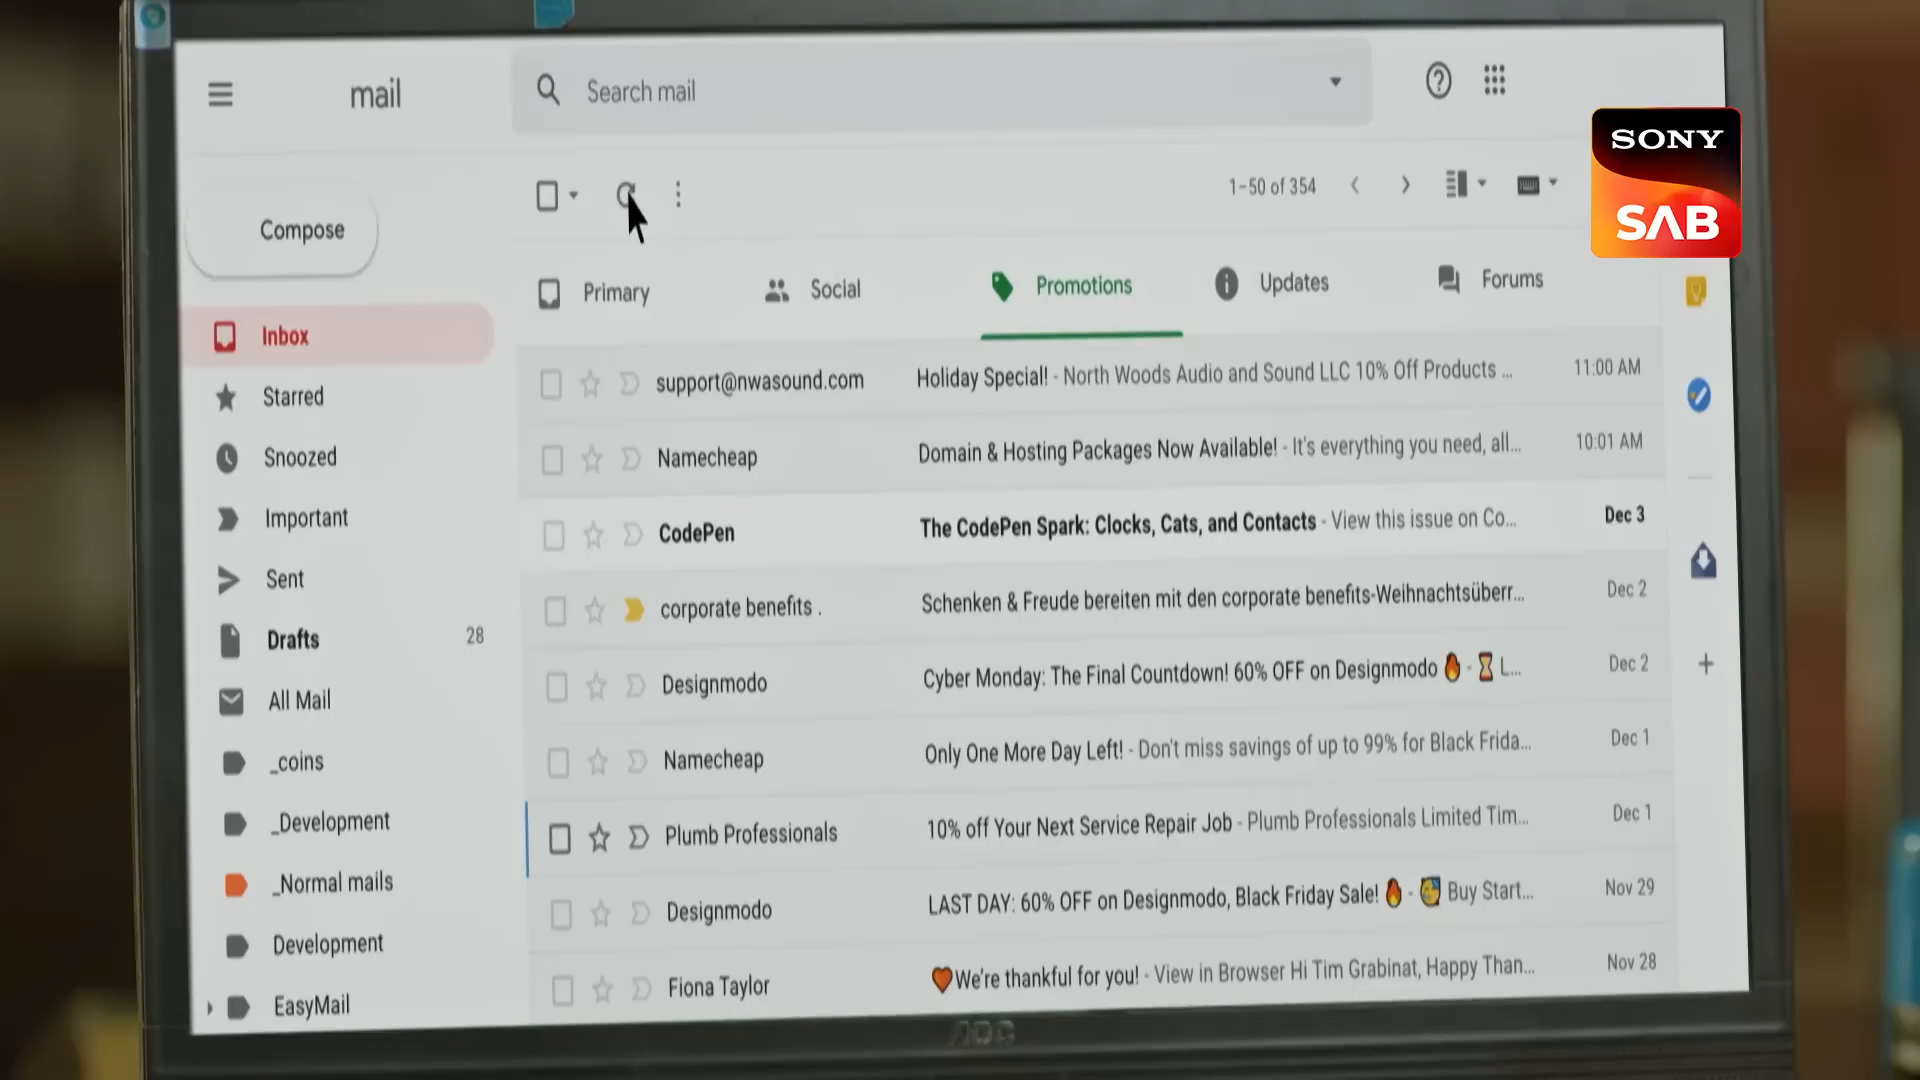 mail
Search mail
SONY
SAB
Compose
1–50 of 354
Primary
Social
Promotions
Updates
Forums
Inbox
Starred
Snoozed
Important
Sent
Drafts 28
All Mail
_coins
_Development
_Normal mails
Development
EasyMail
support@nwasound.com Holiday Special! - North Woods Audio and Sound LLC 10% Off Products ... 11:00 AM
Namecheap Domain & Hosting Packages Now Available! - It's everything you need, all... 10:01 AM
CodePen The CodePen Spark: Clocks, Cats, and Contacts - View this issue on Co... Dec 3
corporate benefits . Schenken & Freude bereiten mit den corporate benefits-Weihnachtsüberr... Dec 2
Designmodo Cyber Monday: The Final Countdown! 60% OFF on Designmodo 🔥 - ⌛ L... Dec 2
Namecheap Only One More Day Left! - Don't miss savings of up to 99% for Black Frida... Dec 1
Plumb Professionals 10% off Your Next Service Repair Job - Plumb Professionals Limited Tim... Dec 1
Designmodo LAST DAY: 60% OFF on Designmodo, Black Friday Sale! 🔥 - 🥳 Buy Start... Nov 29
Fiona Taylor 🧡We're thankful for you! - View in Browser Hi Tim Grabinat, Happy Than... Nov 28
AOC